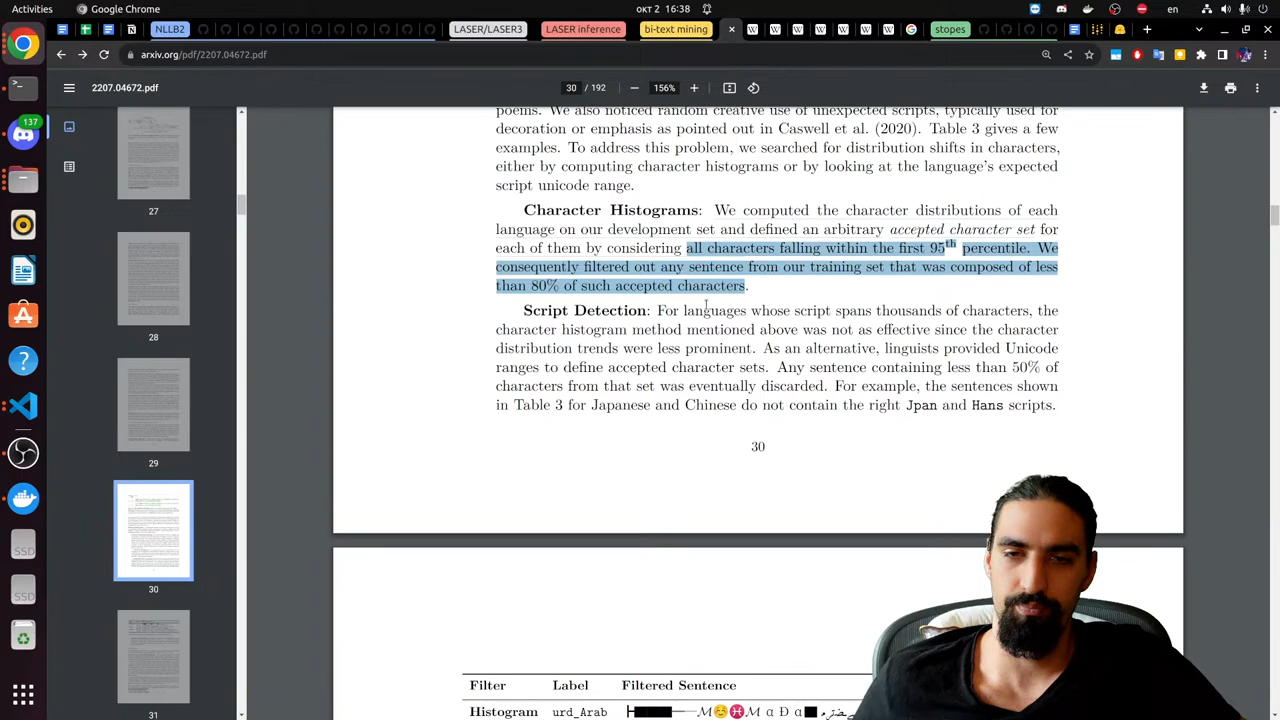 Activities
Google Chrome
окт 2 16:38
en
NLLB2
LASER/LASER3
LASER inference
bi-text mining
stopes
arxiv.org/pdf/2207.04672.pdf
2207.04672.pdf
30 / 192
156%
137
27
28
29
30
31
poems. We also noticed random or
decoration or emphasis as pointed out in Caswell et al. (2020). Table 3 gives a few
examples. To address this problem, we searched for distribution shifts in characters,
either by computing character histograms or by looking at the language's expected
script unicode range.
Character Histograms: We computed the character distributions of each
language on our development set and defined an arbitrary accepted character set for
each of them by considering all characters falling within the first 95th percentile. We
consequently filtered out any sentence from our training set that was composed of less
than 80% of such accepted characters.
Script Detection: For languages whose script spans thousands of characters, the
character histogram method mentioned above was not as effective since the character
distribution trends were less prominent. As an alternative, linguists provided Unicode
ranges to define accepted character sets. Any sentence containing less than 50% of
characters from that set was eventually discarded. For example, the sentences shown
in Table 3 for Japanese and Chinese do not contain the right Jpan and Hans scripts.
30
Filter Label Filtered Sentence
Histogram urd_Arab